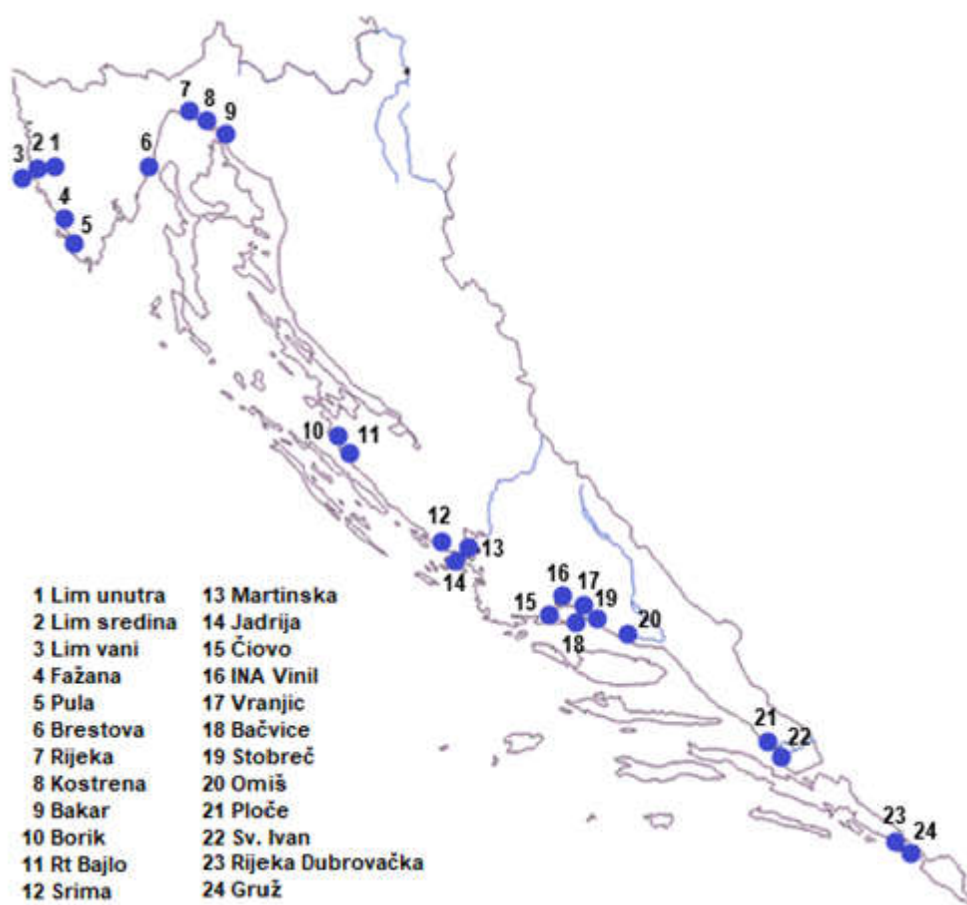 7
8
9
3
2
1
6
4
5
10
11
12
13
14
16
17
15
19
18
20
21
22
23
24
1 Lim unutra
2 Lim sredina
3 Lim vani
4 Fažana
5 Pula
6 Brestova
7 Rijeka
8 Kostrena
9 Bakar
10 Borik
11 Rt Bajlo
12 Srima
13 Martinska
14 Jadrija
15 Čiovo
16 INA Vinil
17 Vranjic
18 Bačvice
19 Stobreč
20 Omiš
21 Ploče
22 Sv. Ivan
23 Rijeka Dubrovačka
24 Gruž